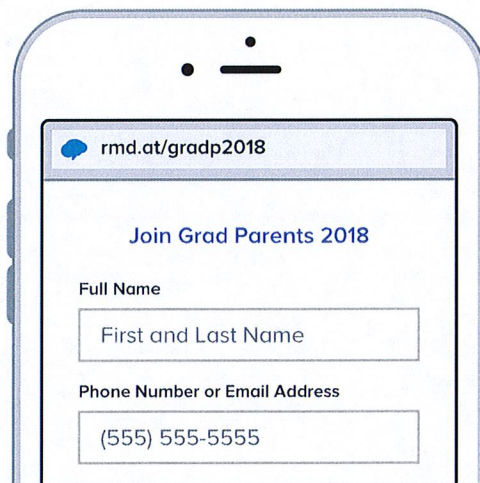 rmd.at/gradp2018
Join Grad Parents 2018
Full Name
First and Last Name
Phone Number or Email Address
(555) 555-5555